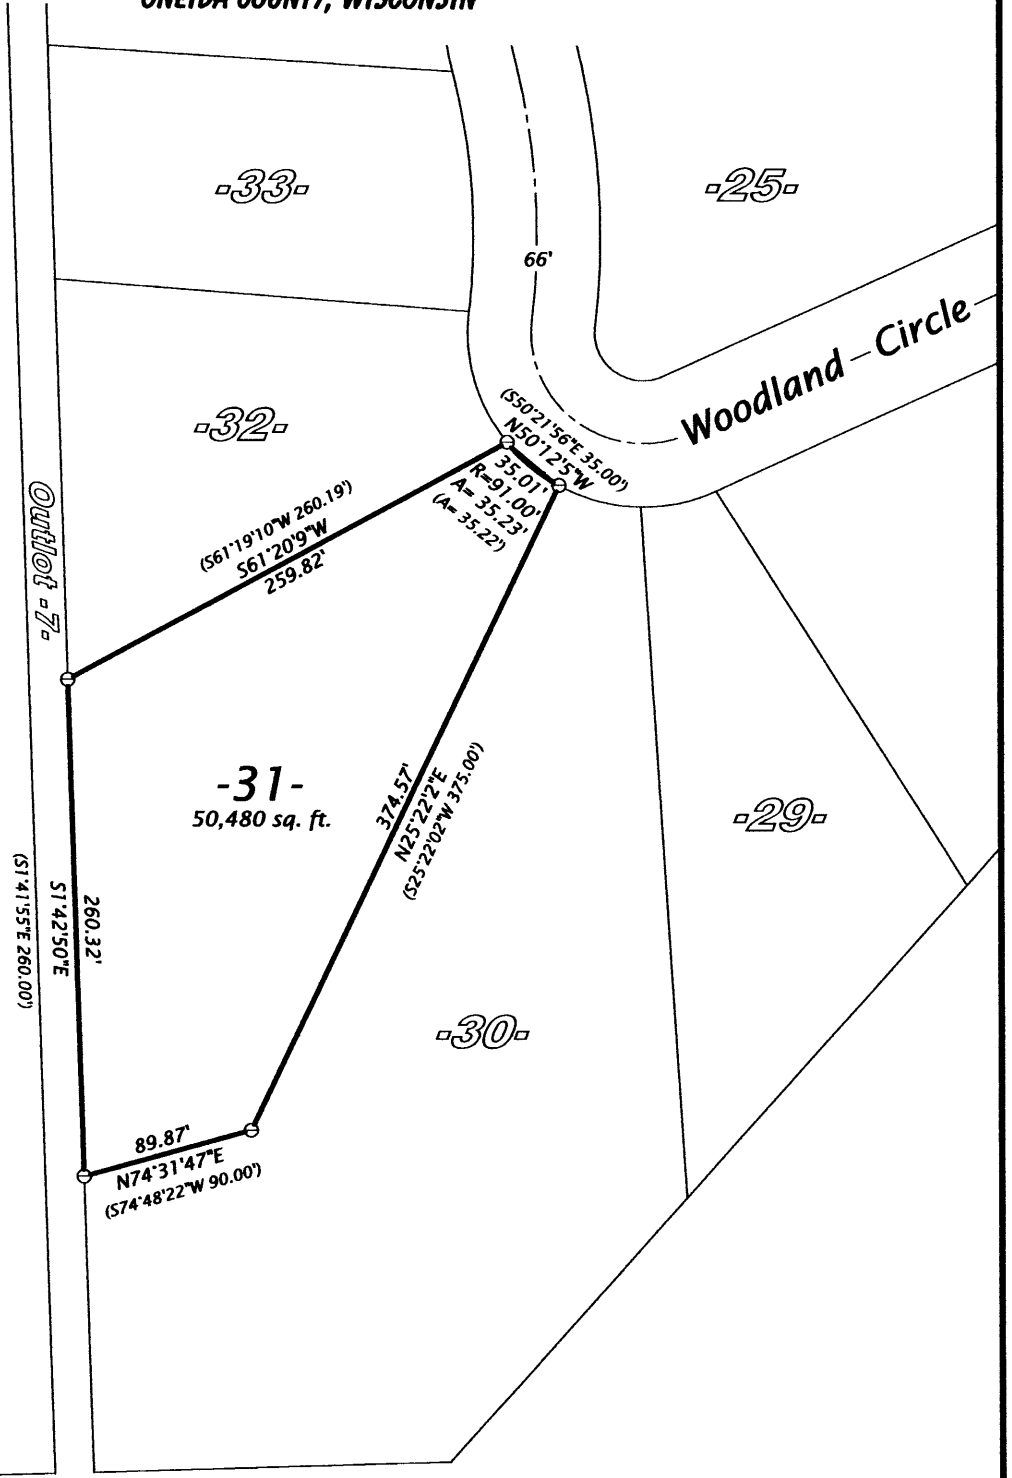 ONEIDA COUNTY, WISCONSIN
-33-
-25-
66'
Woodland Circle
-32-
(S50°21'56"E 35.00')
N50°12'5"W
35.01'
R=91.00'
A= 35.23'
(A= 35.22')
Outlot -7-
(S61°19'10"W 260.19')
S61°20'9"W
259.82'
-31-
50,480 sq. ft.
374.57'
N25°22'2"E
(S25°22'02"W 375.00')
-29-
260.32'
S1°42'50"E
(S1°41'55"E 260.00')
-30-
89.87'
N74°31'47"E
(S74°48'22"W 90.00')